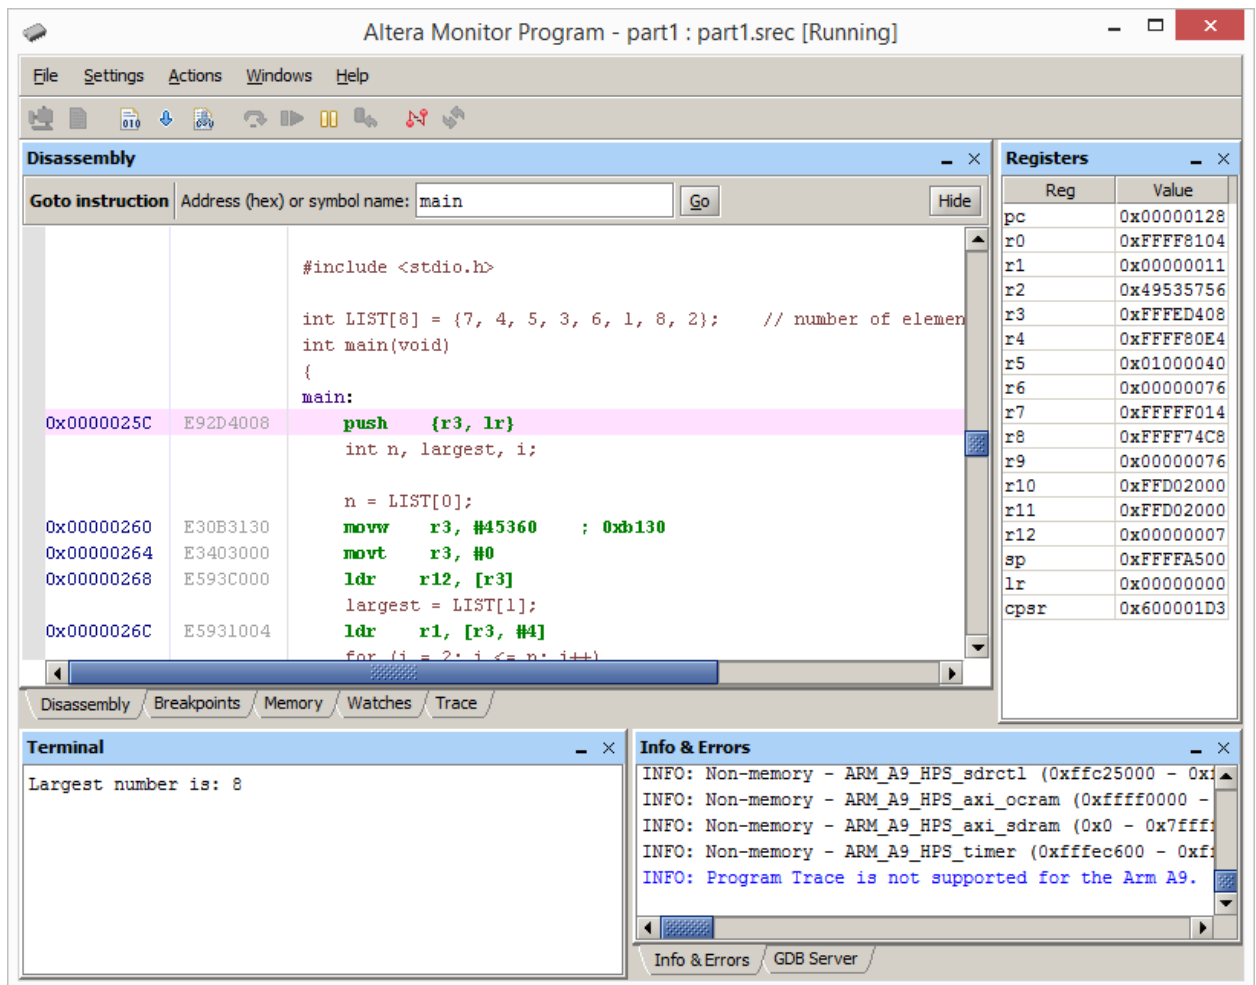 Altera Monitor Program - part1 : part1.srec [Running]
File Settings Actions Windows Help
Disassembly
Goto instruction Address (hex) or symbol name: main Go Hide
#include <stdio.h>
int LIST[8] = {7, 4, 5, 3, 6, 1, 8, 2}; // number of elemen
int main(void)
{
main:
0x0000025C E92D4008 push {r3, lr}
int n, largest, i;
n = LIST[0];
0x00000260 E30B3130 movw r3, #45360 ; 0xb130
0x00000264 E3403000 movt r3, #0
0x00000268 E593C000 ldr r12, [r3]
largest = LIST[1];
0x0000026C E5931004 ldr r1, [r3, #4]
for (i = 2; i <= n; i++)
Disassembly Breakpoints Memory Watches Trace
Registers
Reg Value
pc 0x00000128
r0 0xFFFF8104
r1 0x00000011
r2 0x49535756
r3 0xFFFED408
r4 0xFFFF80E4
r5 0x01000040
r6 0x00000076
r7 0xFFFFF014
r8 0xFFFF74C8
r9 0x00000076
r10 0xFFD02000
r11 0xFFD02000
r12 0x00000007
sp 0xFFFFA500
lr 0x00000000
cpsr 0x600001D3
Terminal
Largest number is: 8
Info & Errors
INFO: Non-memory - ARM_A9_HPS_sdrctl (0xffc25000 - 0xf
INFO: Non-memory - ARM_A9_HPS_axi_ocram (0xffff0000 -
INFO: Non-memory - ARM_A9_HPS_axi_sdram (0x0 - 0x7ffff
INFO: Non-memory - ARM_A9_HPS_timer (0xfffec600 - 0xff
INFO: Program Trace is not supported for the Arm A9.
Info & Errors GDB Server